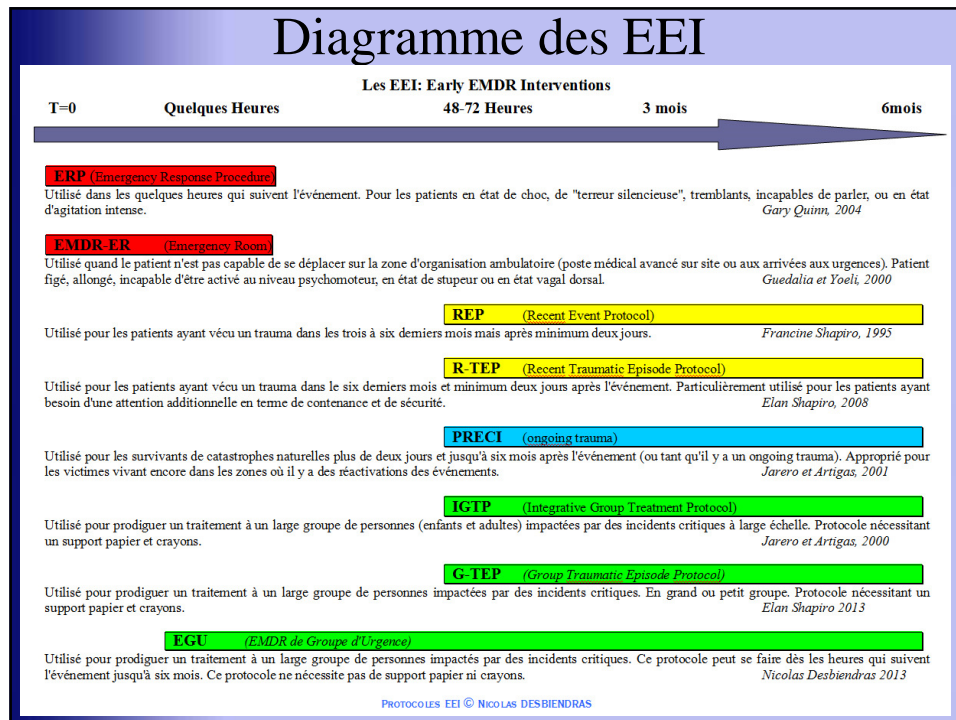 Diagramme des EEI
Les EEI: Early EMDR Interventions
T=0 Quelques Heures 48-72 Heures 3 mois 6mois
ERP (Emergency Response Procedure)
Utilisé dans les quelques heures qui suivent l'événement. Pour les patients en état de choc, de "terreur silencieuse", tremblants, incapables de parler, ou en état
d'agitation intense. Gary Quinn, 2004
EMDR-ER (Emergency Room)
Utilisé quand le patient n'est pas capable de se déplacer sur la zone d'organisation ambulatoire (poste médical avancé sur site ou aux arrivées aux urgences). Patient
figé, allongé, incapable d'être activé au niveau psychomoteur, en état de stupeur ou en état vagal dorsal. Guedalia et Yoeli, 2000
REP (Recent Event Protocol)
Utilisé pour les patients ayant vécu un trauma dans les trois à six derniers mois mais après minimum deux jours. Francine Shapiro, 1995
R-TEP (Recent Traumatic Episode Protocol)
Utilisé pour les patients ayant vécu un trauma dans le six derniers mois et minimum deux jours après l'événement. Particulièrement utilisé pour les patients ayant
besoin d'une attention additionnelle en terme de contenance et de sécurité. Elan Shapiro, 2008
PRECI (ongoing trauma)
Utilisé pour les survivants de catastrophes naturelles plus de deux jours et jusqu'à six mois après l'événement (ou tant qu'il y a un ongoing trauma). Approprié pour
les victimes vivant encore dans les zones où il y a des réactivations des événements. Jarero et Artigas, 2001
IGTP (Integrative Group Treatment Protocol)
Utilisé pour prodiguer un traitement à un large groupe de personnes (enfants et adultes) impactées par des incidents critiques à large échelle. Protocole nécessitant
un support papier et crayons. Jarero et Artigas, 2000
G-TEP (Group Traumatic Episode Protocol)
Utilisé pour prodiguer un traitement à un large groupe de personnes impactées par des incidents critiques. En grand ou petit groupe. Protocole nécessitant un
support papier et crayons. Elan Shapiro 2013
EGU (EMDR de Groupe d'Urgence)
Utilisé pour prodiguer un traitement à un large groupe de personnes impactés par des incidents critiques. Ce protocole peut se faire dès les heures qui suivent
l'événement jusqu'à six mois. Ce protocole ne nécessite pas de support papier ni crayons. Nicolas Desbiendras 2013
PROTOCOLES EEI © NICOLAS DESBIENDRAS